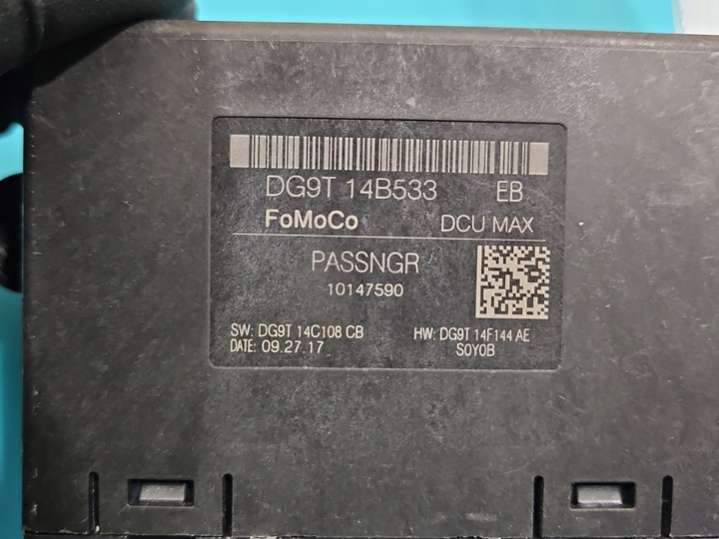 DG9T 14B533 EB
FoMoCo DCU MAX
PASSNGR
10147590
SW: DG9T 14C108 CB HW: DG9T 14F144 AE
DATE: 09.27.17 S0Y0B